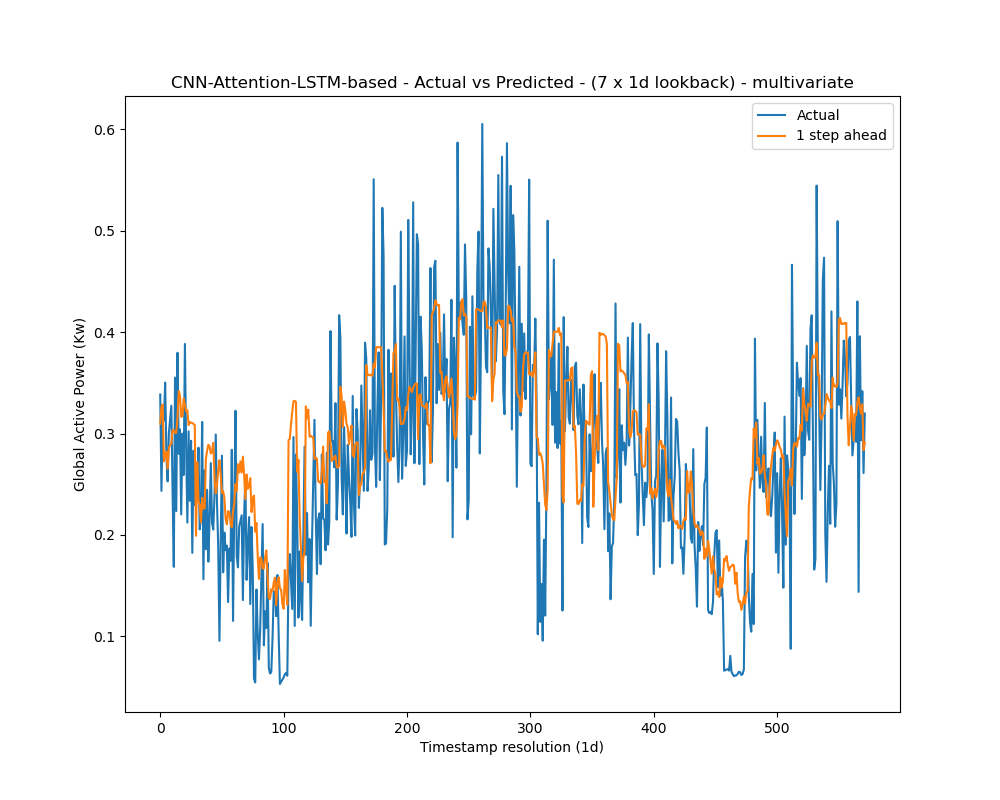 CNN-Attention-LSTM-based - Actual vs Predicted - (7 x 1d lookback) - multivariate
Actual
1 step ahead
Global Active Power (Kw)
0.6
0.5
0.4
0.3
0.2
0.1
0 100 200 300 400 500
Timestamp resolution (1d)